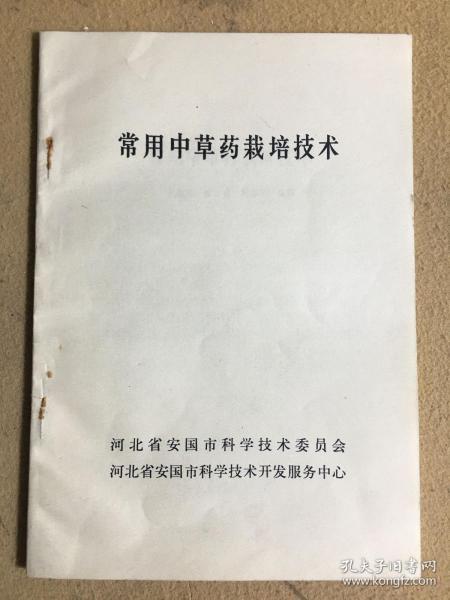 常用中草药栽培技术
河北省安国市科学技术委员会
河北省安国市科学技术开发服务中心
孔夫子旧书网
www.kongfz.com